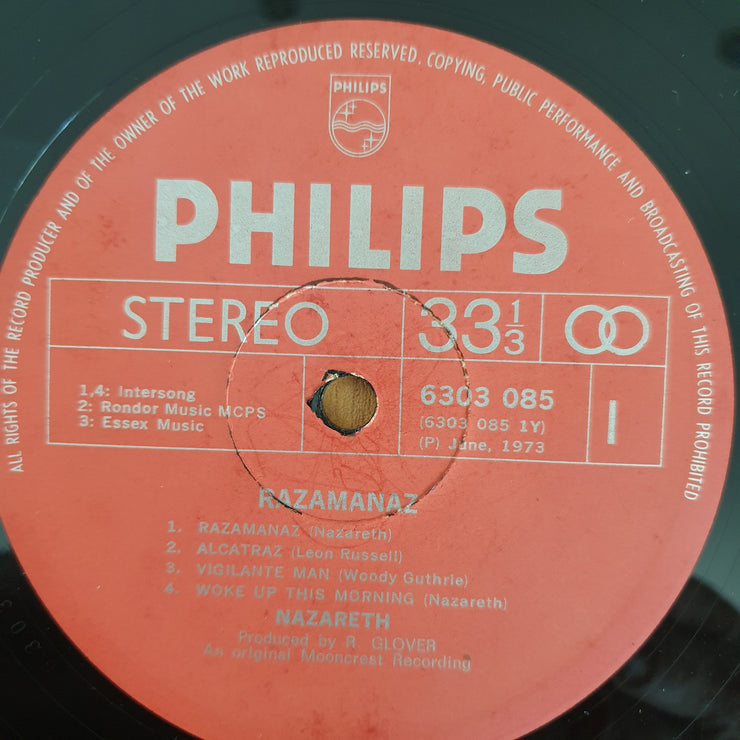 ALL RIGHTS OF THE RECORD PRODUCER AND OF THE OWNER OF THE WORK REPRODUCED RESERVED. COPYING, PUBLIC PERFORMANCE AND BROADCASTING OF THIS RECORD PROHIBITED
PHILIPS
PHILIPS
STEREO
33 1/3
1,4: Intersong
2: Rondor Music MCPS
3: Essex Music
6303 085
(6303 085 1Y)
(P) June, 1973
1
RAZAMANAZ
1. RAZAMANAZ (Nazareth)
2. ALCATRAZ (Leon Russell)
3. VIGILANTE MAN (Woody Guthrie)
4. WOKE UP THIS MORNING (Nazareth)
NAZARETH
Produced by R. GLOVER
An original Mooncrest Recording